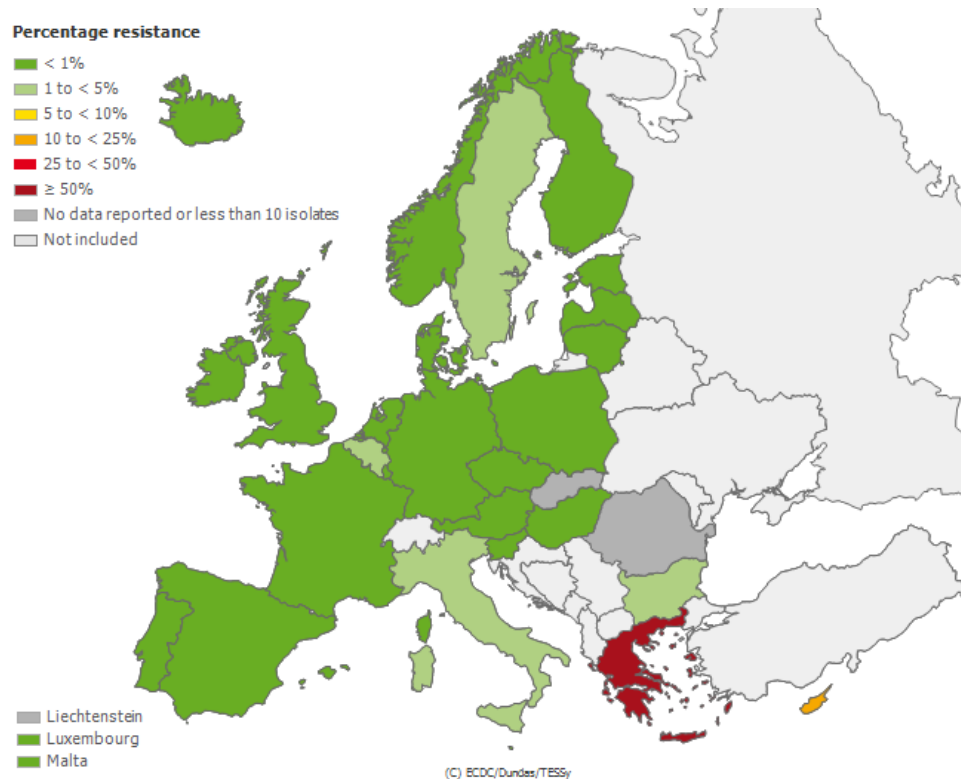 Percentage resistance
< 1%
1 to < 5%
5 to < 10%
10 to < 25%
25 to < 50%
≥ 50%
No data reported or less than 10 isolates
Not included
Liechtenstein
Luxembourg
Malta
(C) ECDC/Dundas/TESSy